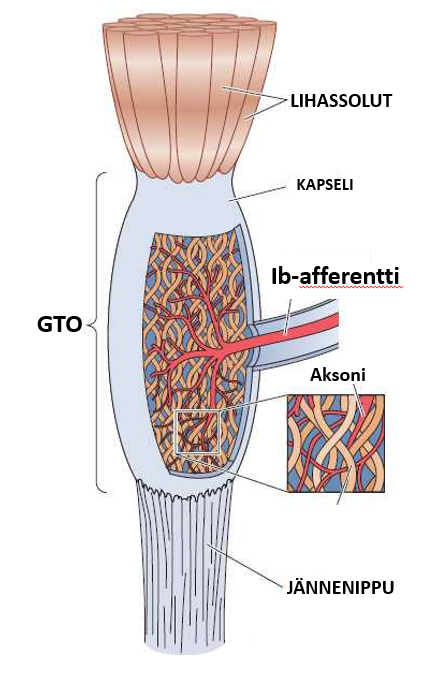 LIHASSOLUT
KAPSELI
Ib-afferentti
GTO
Aksoni
JÄNNENIPPU